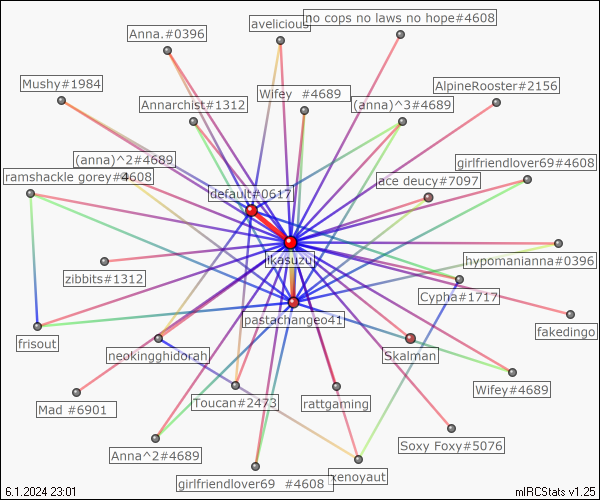 no cops no laws no hope#4608
avelicious
Anna.#0396
Mushy#1984
AlpineRooster#2156
Wifey  #4689
Annarchist#1312
(anna)^3#4689
(anna)^2#4689
girlfriendlover69#4608
ramshackle gorey#4608
ace deucy#7097
default#0617
ikasuzu
hypomanianna#0396
zibbits#1312
Cypha#1717
pastachangeo41
fakedingo
frisout
neokingghidorah
Skalman
Wifey#4689
Toucan#2473
rattgaming
Mad #6901
Soxy Foxy#5076
Anna^2#4689
xenoyaut
girlfriendlover69  #4608
6.1.2024 23:01
mIRCStats v1.25